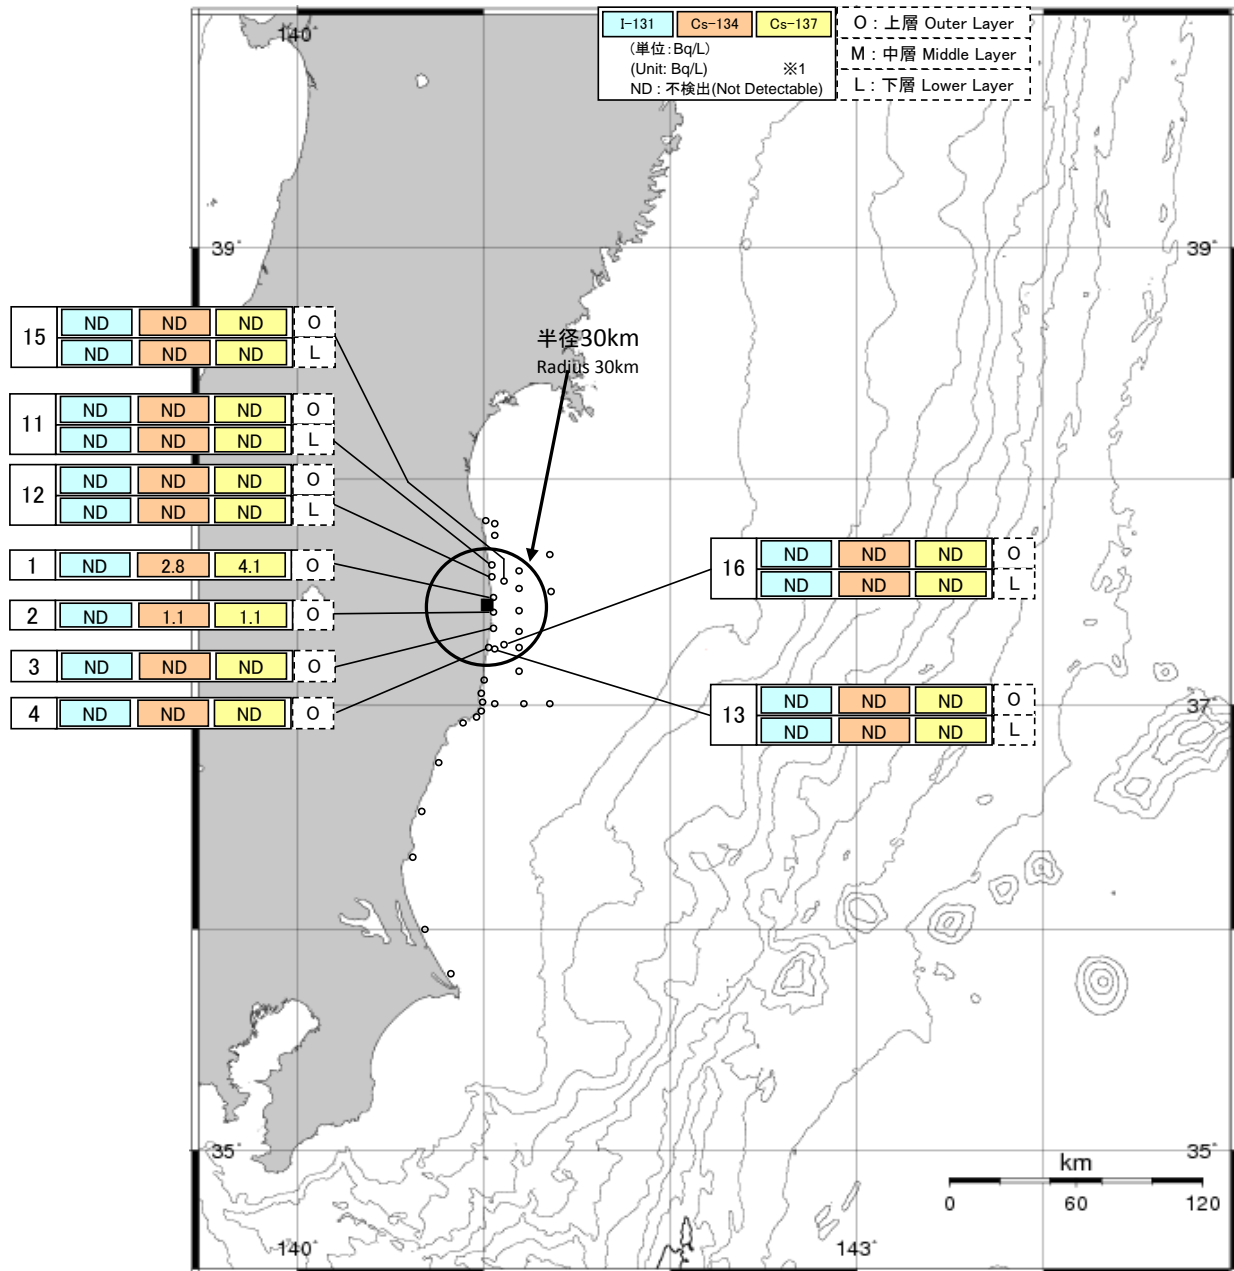 140°
I-131 Cs-134 Cs-137
(単位:Bq/L)
(Unit: Bq/L) ※1
ND : 不検出(Not Detectable)
O : 上層 Outer Layer
M : 中層 Middle Layer
L : 下層 Lower Layer
39° 39°
半径30km
Radius 30km
15 ND ND ND O
ND ND ND L
11 ND ND ND O
ND ND ND L
12 ND ND ND O
ND ND ND L
1 ND 2.8 4.1 O
2 ND 1.1 1.1 O
3 ND ND ND O
4 ND ND ND O
16 ND ND ND O
ND ND ND L
13 ND ND ND O
ND ND ND L
37°
35° 35°
km
0 60 120
140° 143°